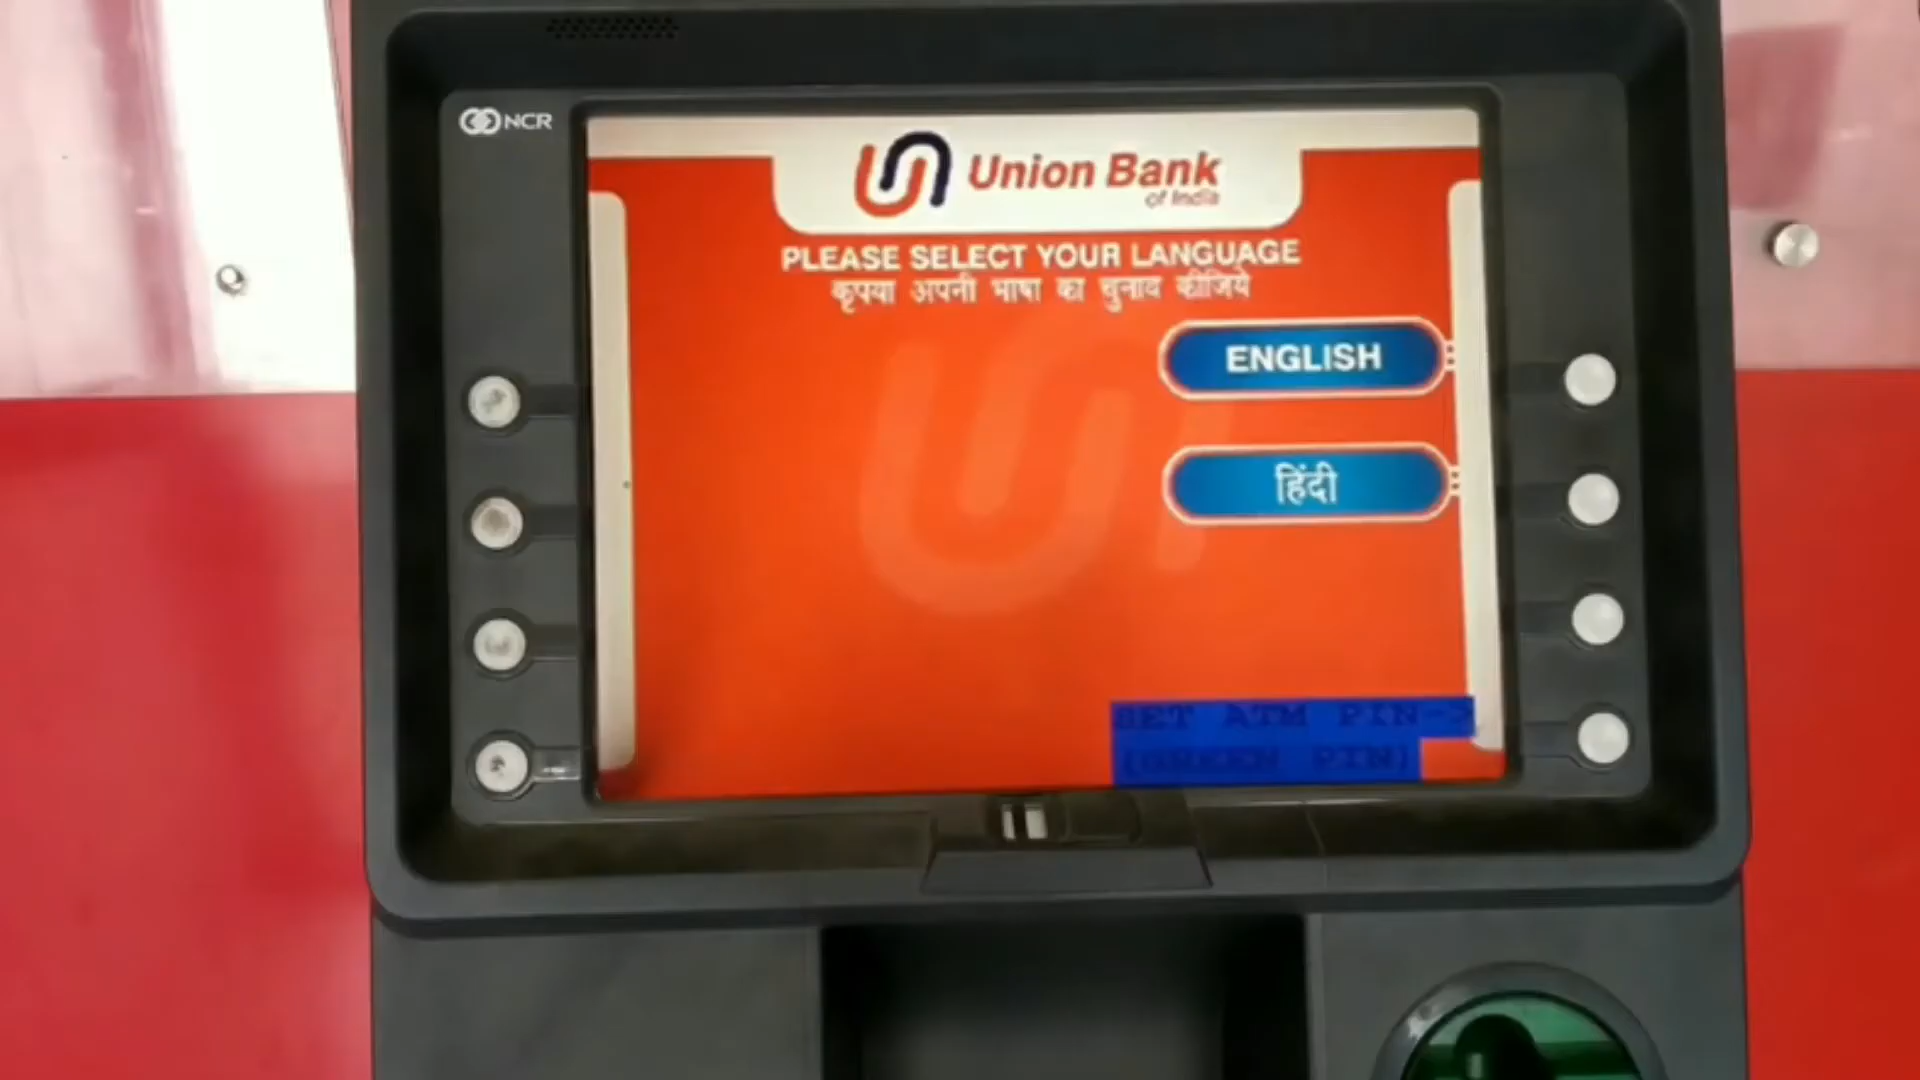 NCR
Union Bank
of India
PLEASE SELECT YOUR LANGUAGE
कृपया अपनी भाषा का चुनाव कीजिये
ENGLISH
हिंदी
SET ATM PIN->
(GREEN PIN)